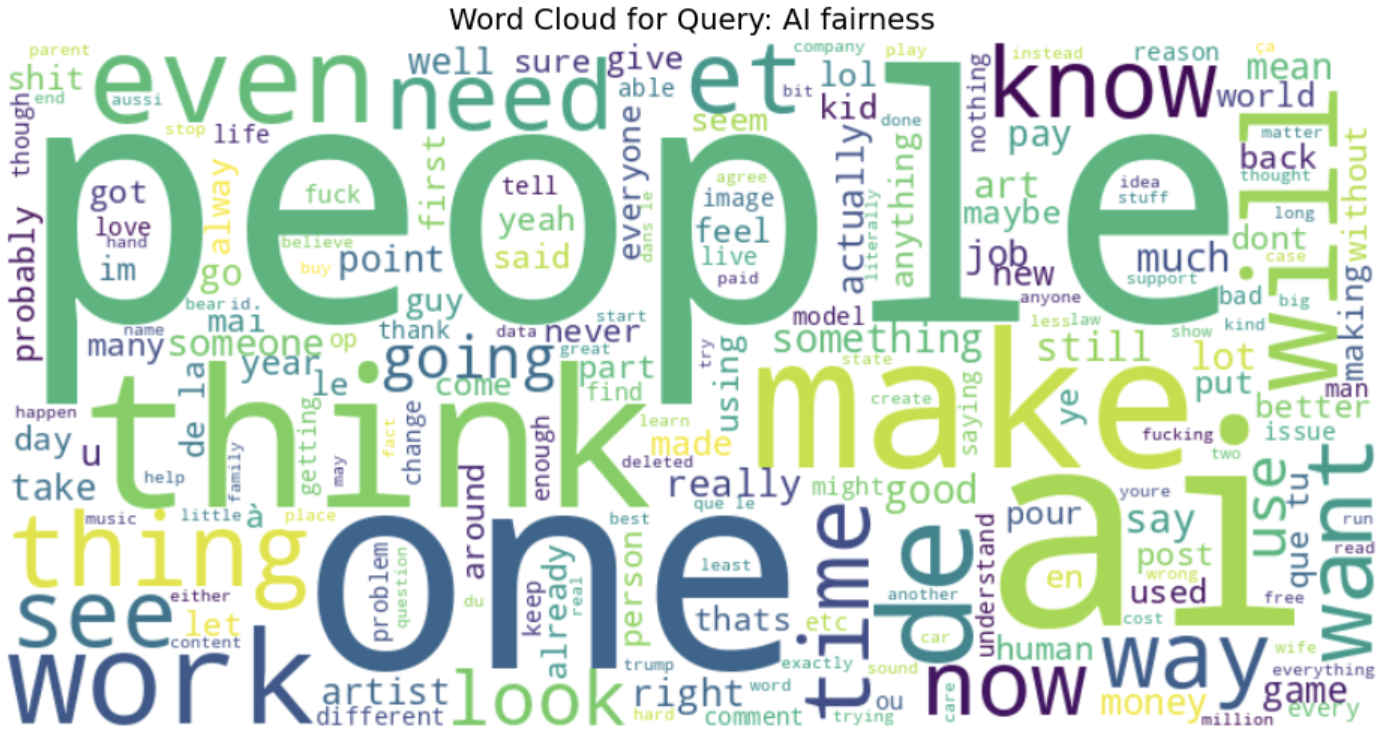 Word Cloud for Query: AI fairness
parent
shit
end
even
aussi
stop
life
though
need
well
sure
give
able
everyone
et
seem
company
bit
lol
kid
play
done
actually
literally
anything
nothing
know
instead
reason
ça
mean
world
pay
back
matter
thought
without
people
got
love
hand
im
fuck
believe
buy
point
tell
yeah
said
agree
image
feel
live
paid
art
maybe
job
new
idea
stuff
much
support
will
long
dont
case
probably
alway
go
first
dans le
bear
id.
name
many
mai
someone
op
year
le
guy
thank
data
never
start
going
great
come
part
find
try
using
model
something
state
anyone
less
law
still
show
bad
kind
big
lot
put
making
man
happen
day
u
take
de la
think
help
family
getting
may
fact
change
enough
learn
deleted
made
really
make.
create
saying
ye
fucking
better
issue
two
might
good
thing
music
little
à
place
around
que le
best
time
de
understand
ai
youre
pour
say
post
en
wrong
used
use
que tu
want
run
read
free
see
either
let
content
one
problem
question
du
keep
already
real
person
least
thats
etc
another
car
cost
human
wife
everything
work
artist
different
look
trump
right
word
exactly
sound
hard
comment
trying
ou
care
now
way
money
million
game
every